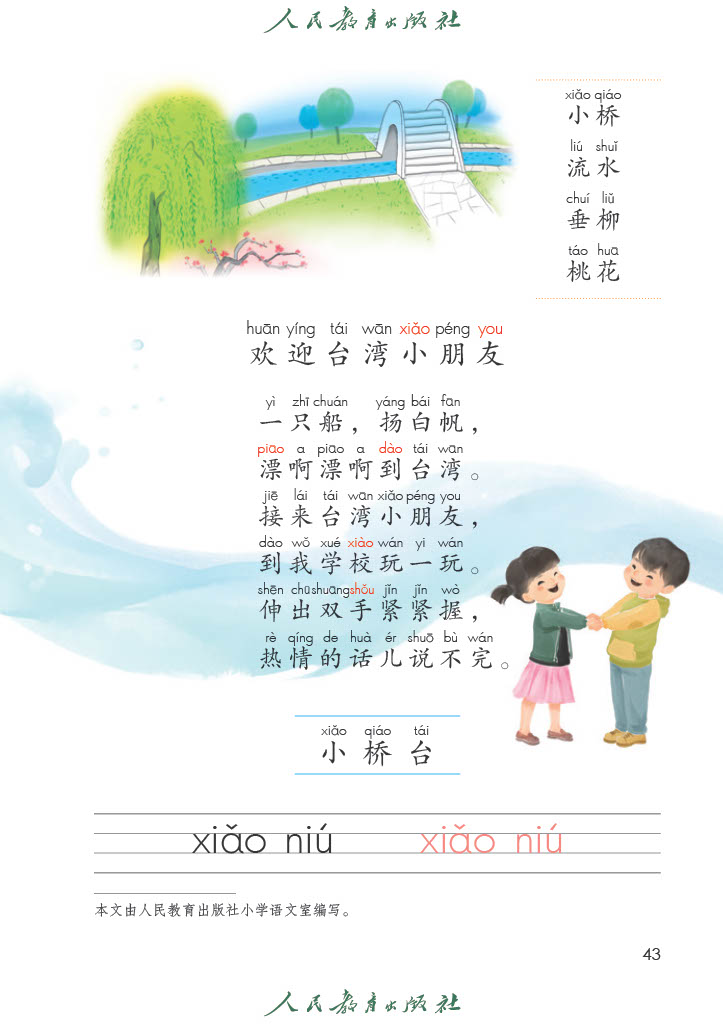 人民教育出版社
xiǎo qiáo
小桥
liú shuǐ
流水
chuí liǔ
垂柳
táo huā
桃花
huān yíng tái wān xiǎo péng you
欢迎台湾小朋友
yì zhī chuán yáng bái fān
一只船，扬白帆，
piāo a piāo a dào tái wān
漂啊漂啊到台湾。
jiē lái tái wān xiǎo péng you
接来台湾小朋友，
dào wǒ xué xiào wán yi wán
到我学校玩一玩。
shēn chū shuāng shǒu jǐn jǐn wò
伸出双手紧紧握，
rè qíng de huà ér shuō bù wán
热情的话儿说不完。
xiǎo qiáo tái
小桥台
xiǎo niú xiǎo niú
本文由人民教育出版社小学语文室编写。
43
人民教育出版社